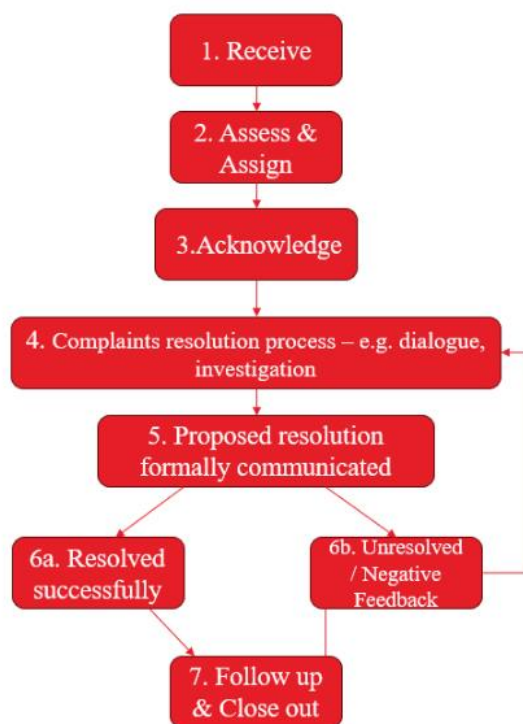 1. Receive
2. Assess &
Assign
3.Acknowledge
4. Complaints resolution process – e.g. dialogue,
investigation
5. Proposed resolution
formally communicated
6a. Resolved
successfully
6b. Unresolved
/ Negative
Feedback
7. Follow up
& Close out